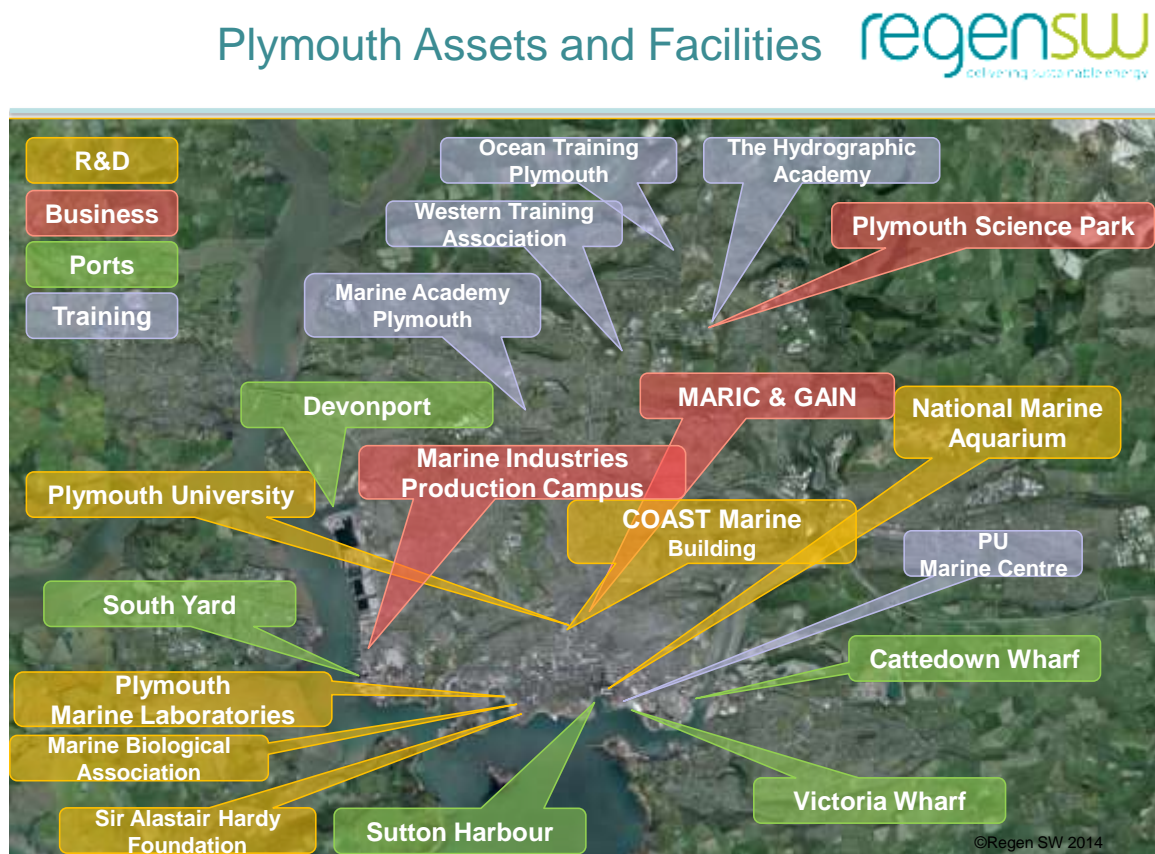 Plymouth Assets and Facilities
regensw
delivering sustainable energy
R&D
Business
Ports
Training
Ocean Training
Plymouth
The Hydrographic
Academy
Western Training
Association
Plymouth Science Park
Marine Academy
Plymouth
Devonport
MARIC & GAIN
National Marine
Aquarium
Marine Industries
Production Campus
Plymouth University
COAST Marine
Building
PU
Marine Centre
South Yard
Cattedown Wharf
Plymouth
Marine Laboratories
Marine Biological
Association
Victoria Wharf
Sir Alastair Hardy
Foundation
Sutton Harbour
©Regen SW 2014